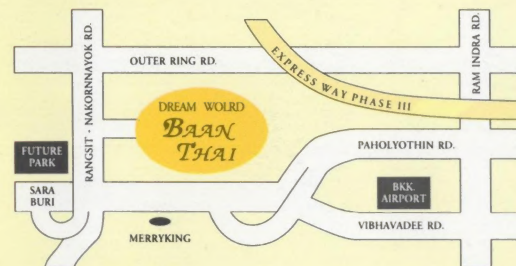 OUTER RING RD.
RANGSIT - NAKORNNAYOK RD.
EXPRESS WAY PHASE III
RAM INDRA RD.
DREAM WOLRD
BAAN
THAI
FUTURE
PARK
SARA
BURI
PAHOLYOTHIN RD.
BKK.
AIRPORT
MERRYKING
VIBHAVADEE RD.